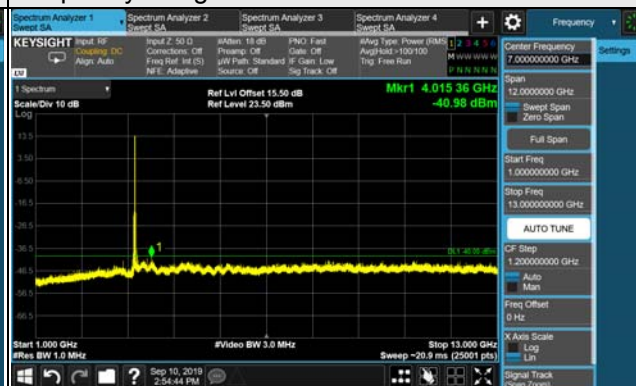 Spectrum Analyzer 1
Swept SA
Spectrum Analyzer 2
Swept SA
Spectrum Analyzer 3
Swept SA
Spectrum Analyzer 4
Swept SA
+
Frequency
KEYSIGHT
Input: RF
Coupling: DC
Align: Auto
Input Z: 50 Ω
Corrections: Off
Freq Ref: Int (S)
NFE: Adaptive
#Atten: 18 dB
Preamp: Off
µW Path: Standard
Source: Off
PNO: Fast
Gate: Off
IF Gain: Low
Sig Track: Off
#Avg Type: Power (RMS)
Avg|Hold:>100/100
Trig: Free Run
1 2 3 4 5 6
M W W W W W
P N N N N N
LXI
1 Spectrum
Scale/Div 10 dB
Log
Ref Lvl Offset 15.50 dB
Ref Level 23.50 dBm
Mkr1 4.015 36 GHz
-40.98 dBm
13.5
3.50
-16.5
-26.5
-36.5
-46.5
-66.5
1
Start 1.000 GHz
#Res BW 1.0 MHz
#Video BW 3.0 MHz
Stop 13.000 GHz
Sweep ~20.9 ms (25001 pts)
Center Frequency
7.000000000 GHz
Settings
Span
12.0000000 GHz
Swept Span
Zero Span
Full Span
Start Freq
1.000000000 GHz
Stop Freq
13.000000000 GHz
AUTO TUNE
CF Step
1.200000000 GHz
Auto
Man
Freq Offset
0 Hz
X Axis Scale
Log
Lin
Signal Track
(Span Zoom)
Sep 10, 2019
2:54:44 PM